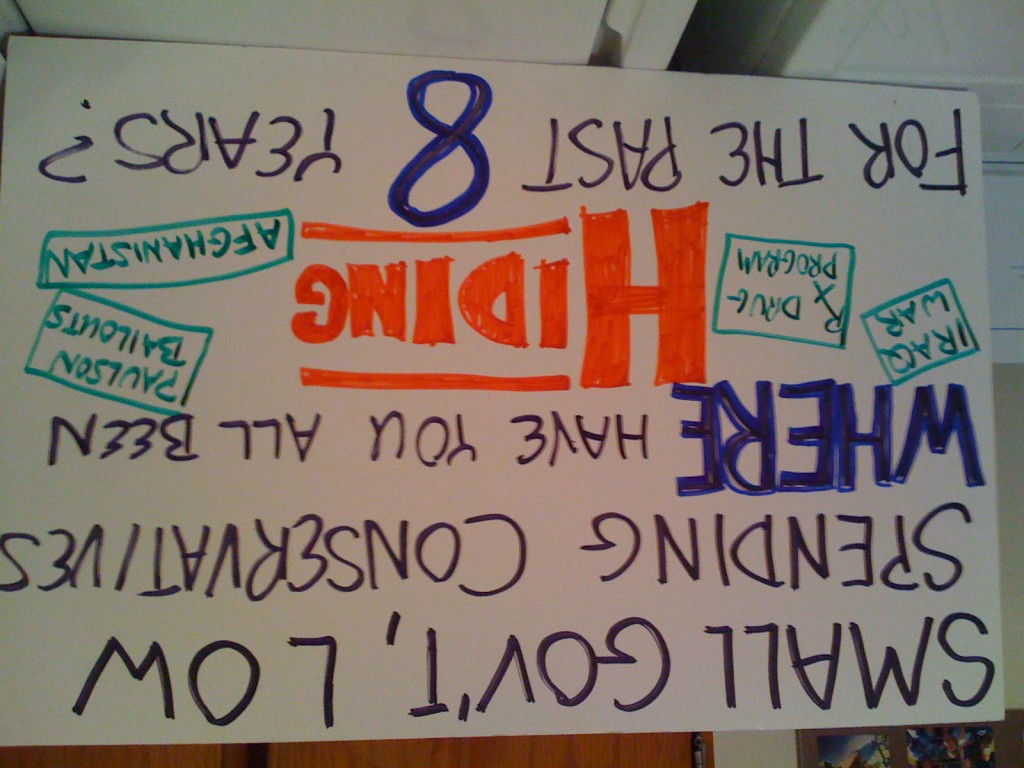 SMALL GOV'T, LOW
SPENDING CONSERVATIVES
WHERE HAVE YOU ALL BEEN
HIDING
IRAQ
WAR
RX DRUG
PROGRAM
PAULSON
BAILOUTS
AFGHANISTAN
FOR THE PAST 8 YEARS?